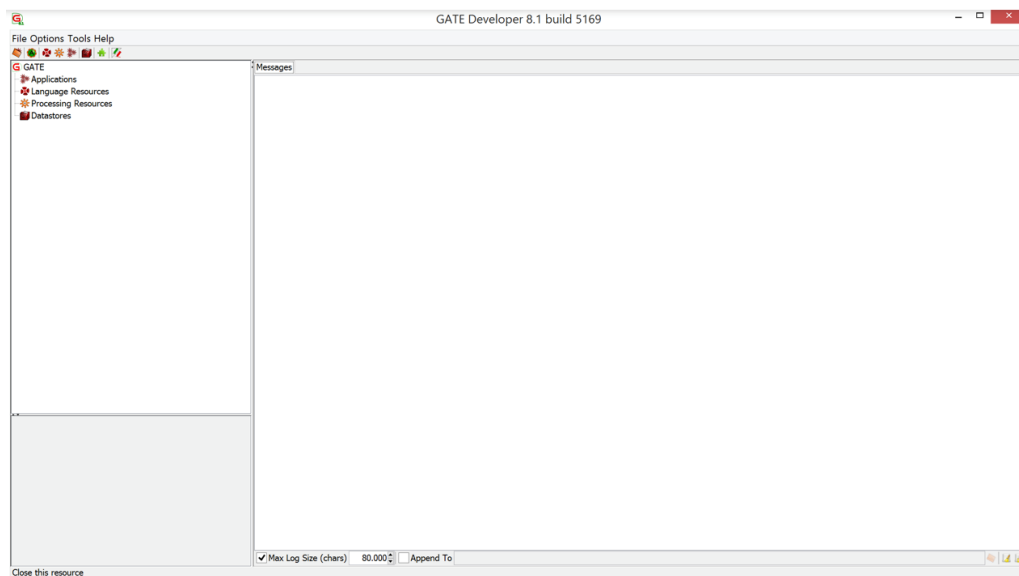 GATE Developer 8.1 build 5169
File Options Tools Help
GATE
Applications
Language Resources
Processing Resources
Datastores
Messages
Max Log Size (chars) 80.000 Append To
Close this resource